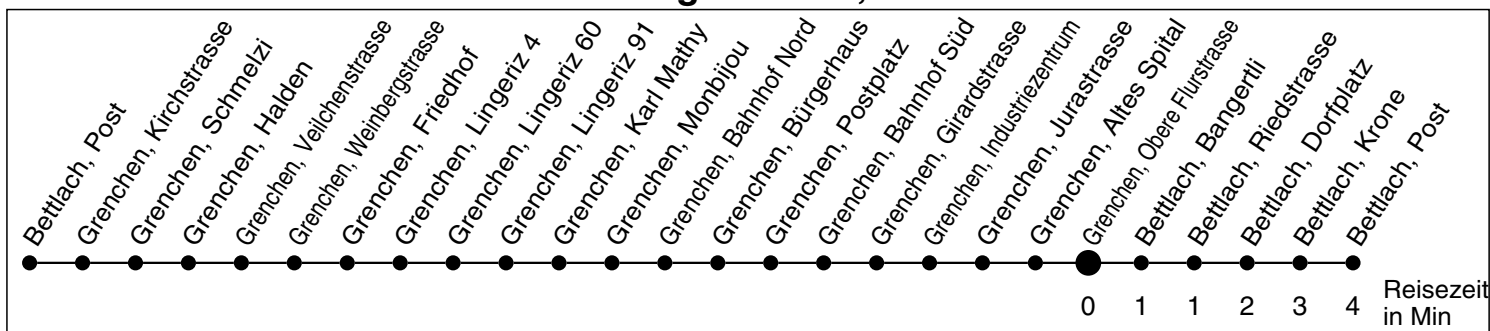 Bettlach, Post
Grenchen, Kirchstrasse
Grenchen, Schmelzi
Grenchen, Halden
Grenchen, Veilchenstrasse
Grenchen, Weinbergstrasse
Grenchen, Friedhof
Grenchen, Lingeriz 4
Grenchen, Lingeriz 60
Grenchen, Lingeriz 91
Grenchen, Karl Mathy
Grenchen, Monbijou
Grenchen, Bahnhof Nord
Grenchen, Bürgerhaus
Grenchen, Postplatz
Grenchen, Bahnhof Süd
Grenchen, Girardstrasse
Grenchen, Industriezentrum
Grenchen, Jurastrasse
Grenchen, Altes Spital
Grenchen, Obere Flurstrasse
Bettlach, Bangertli
Bettlach, Riedstrasse
Bettlach, Dorfplatz
Bettlach, Krone
Bettlach, Post
0 1 1 2 3 4 Reisezeit
in Min